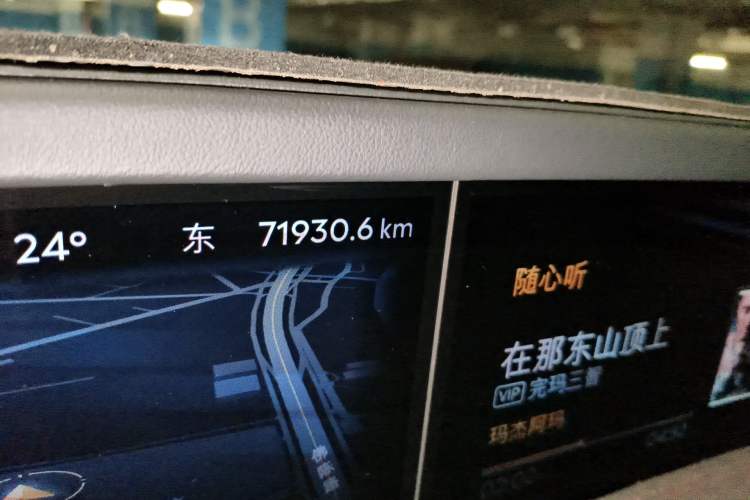 24°
东
71930.6 km
随心听
在那东山顶上
VIP 完玛三智
玛杰阿玛